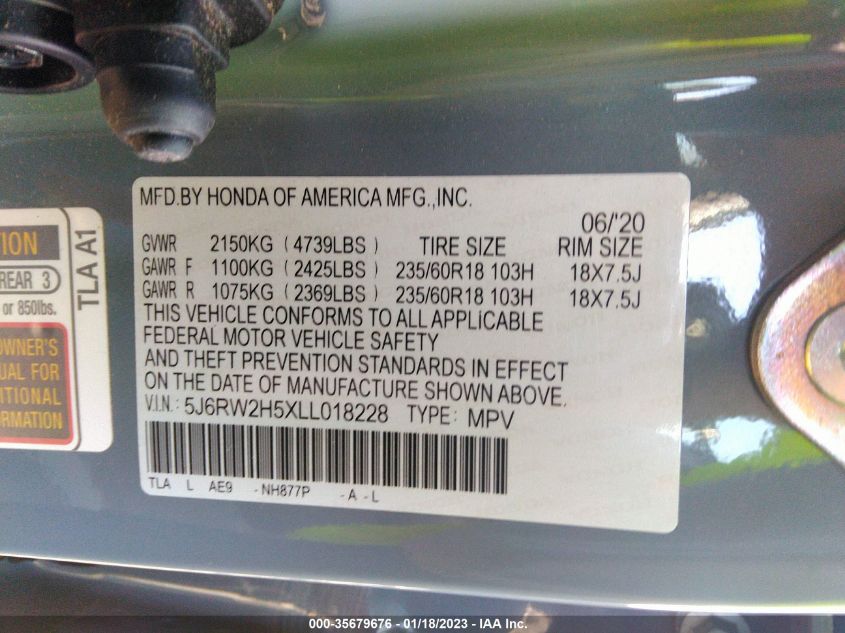 MFD.BY HONDA OF AMERICA MFG.,INC.
06/'20
GVWR 2150KG (4739LBS) TIRE SIZE RIM SIZE
GAWR F 1100KG (2425LBS) 235/60R18 103H 18X7.5J
GAWR R 1075KG (2369LBS) 235/60R18 103H 18X7.5J
THIS VEHICLE CONFORMS TO ALL APPLICABLE
FEDERAL MOTOR VEHICLE SAFETY
AND THEFT PREVENTION STANDARDS IN EFFECT
ON THE DATE OF MANUFACTURE SHOWN ABOVE.
V.I.N.: 5J6RW2H5XLL018228 TYPE: MPV
TLA L AE9 -NH877P -A-L
TLA A1
REAR 3
or 850lbs.
OWNER'S
FOR
000-35679676 - 01/18/2023 - IAA Inc.